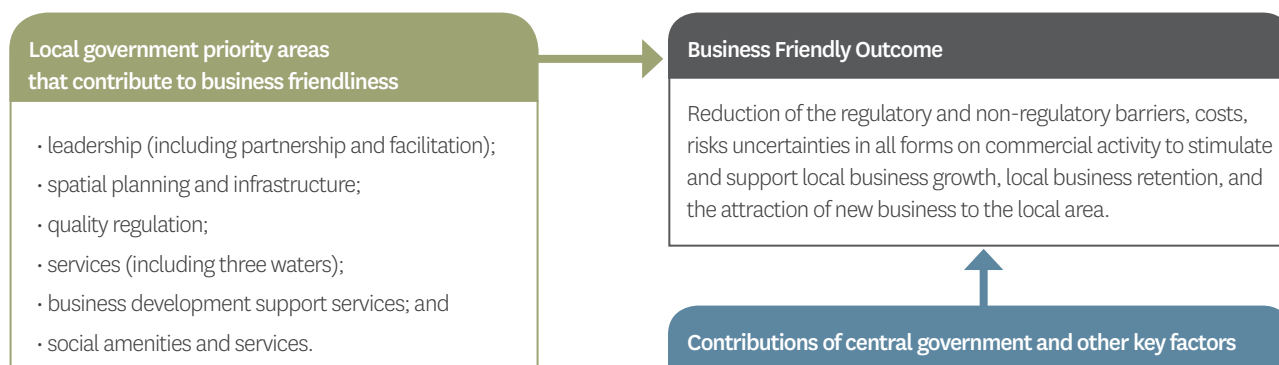 Local government priority areas
that contribute to business friendliness
· leadership (including partnership and facilitation);
· spatial planning and infrastructure;
· quality regulation;
· services (including three waters);
· business development support services; and
· social amenities and services.
Business Friendly Outcome
Reduction of the regulatory and non-regulatory barriers, costs,
risks uncertainties in all forms on commercial activity to stimulate
and support local business growth, local business retention, and
the attraction of new business to the local area.
Contributions of central government and other key factors